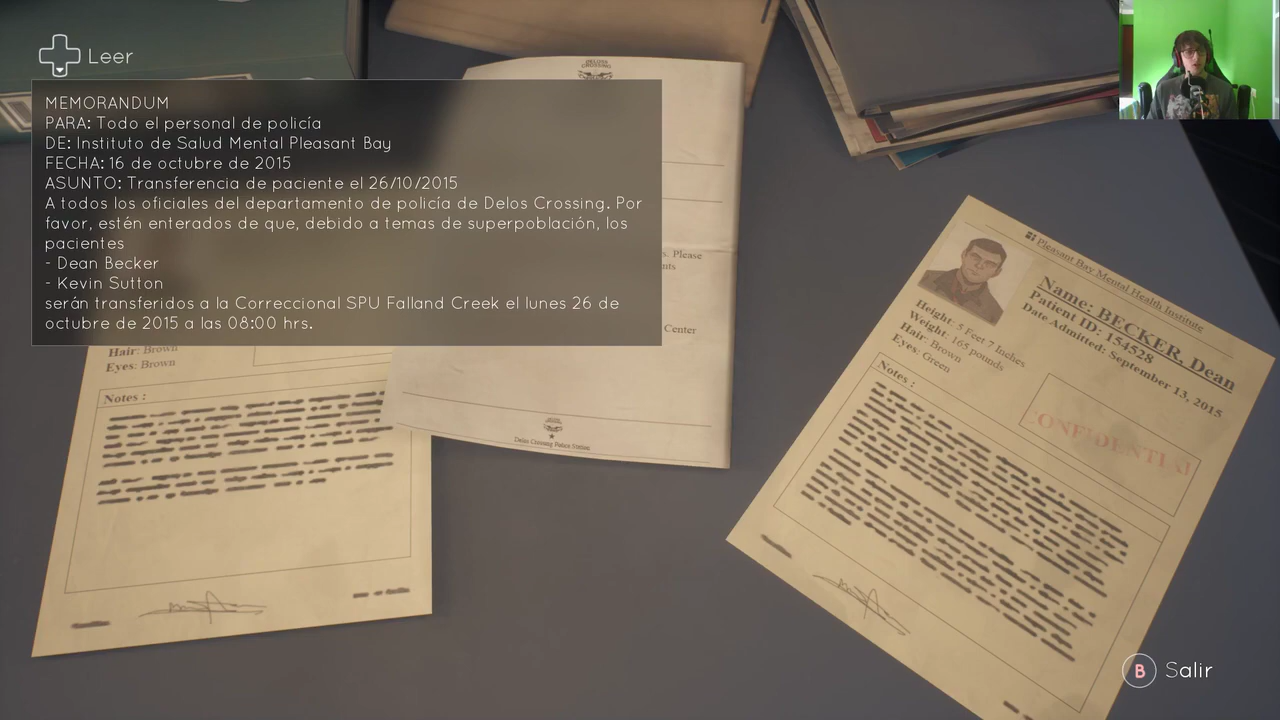 Leer
MEMORANDUM
PARA: Todo el personal de policía
DE: Instituto de Salud Mental Pleasant Bay
FECHA: 16 de octubre de 2015
ASUNTO: Transferencia de paciente el 26/10/2015
A todos los oficiales del departamento de policía de Delos Crossing. Por
favor, estén enterados de que, debido a temas de superpoblación, los
pacientes
- Dean Becker
- Kevin Sutton
serán transferidos a la Correccional SPU Falland Creek el lunes 26 de
octubre de 2015 a las 08:00 hrs.
DELOS
CROSSING
s. Please
nts
Center
Delos Crossing Police Station
Hair: Brown
Eyes: Brown
Notes :
Pleasant Bay Mental Health Institute
Name: BECKER, Dean
Patient ID: 154528
Date Admitted: September 13, 2015
Height: 5 Feet 7 Inches
Weight: 165 pounds
Hair: Brown
Eyes: Green
CONFIDENTIAL
Notes :
B Salir